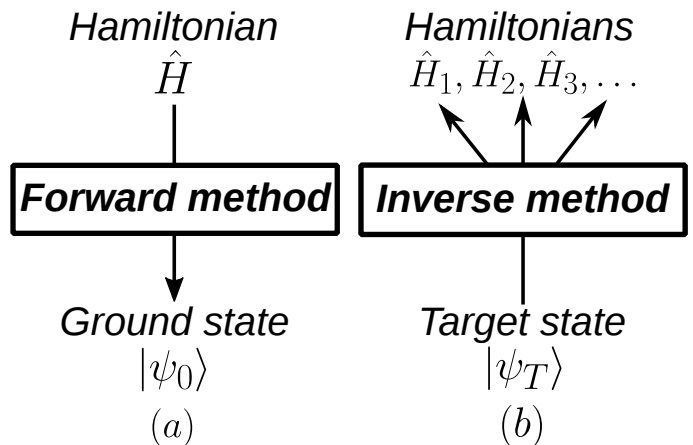 Hamiltonian
Ĥ
Forward method
Ground state
|ψ₀⟩
(a)
Hamiltonians
Ĥ₁, Ĥ₂, Ĥ₃, ...
Inverse method
Target state
|ψ_T⟩
(b)